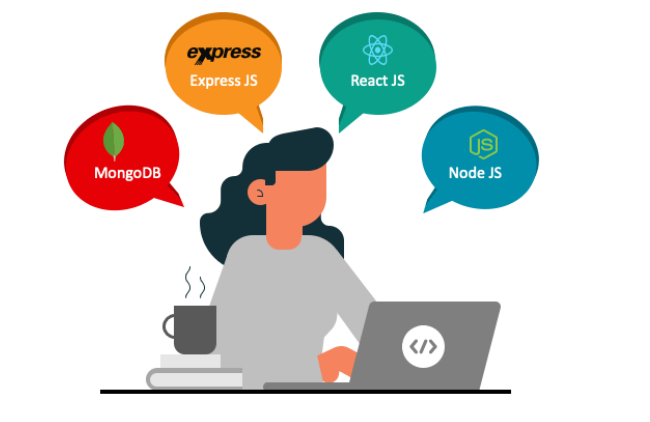 express
Express JS
React JS
MongoDB
JS
Node JS
</>